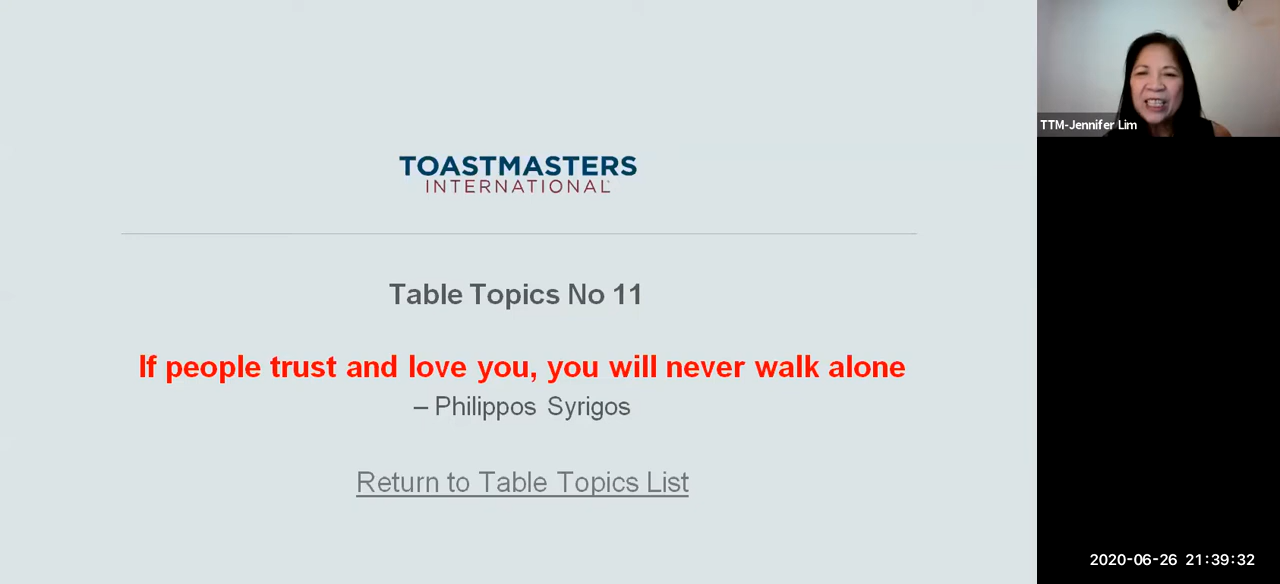 TOASTMASTERS
INTERNATIONAL
Table Topics No 11
If people trust and love you, you will never walk alone
– Philippos Syrigos
Return to Table Topics List
TTM-Jennifer Lim
2020-06-26 21:39:32